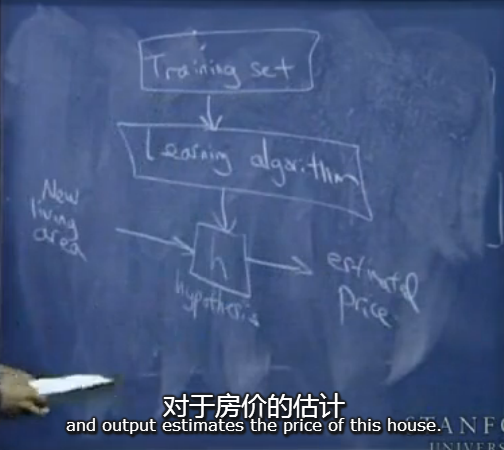 Training set
Learning algorithm
New
living
area
h
hypothesis
estimated
price
对于房价的估计
and output estimates the price of this house.
STANFO
UNIVERS